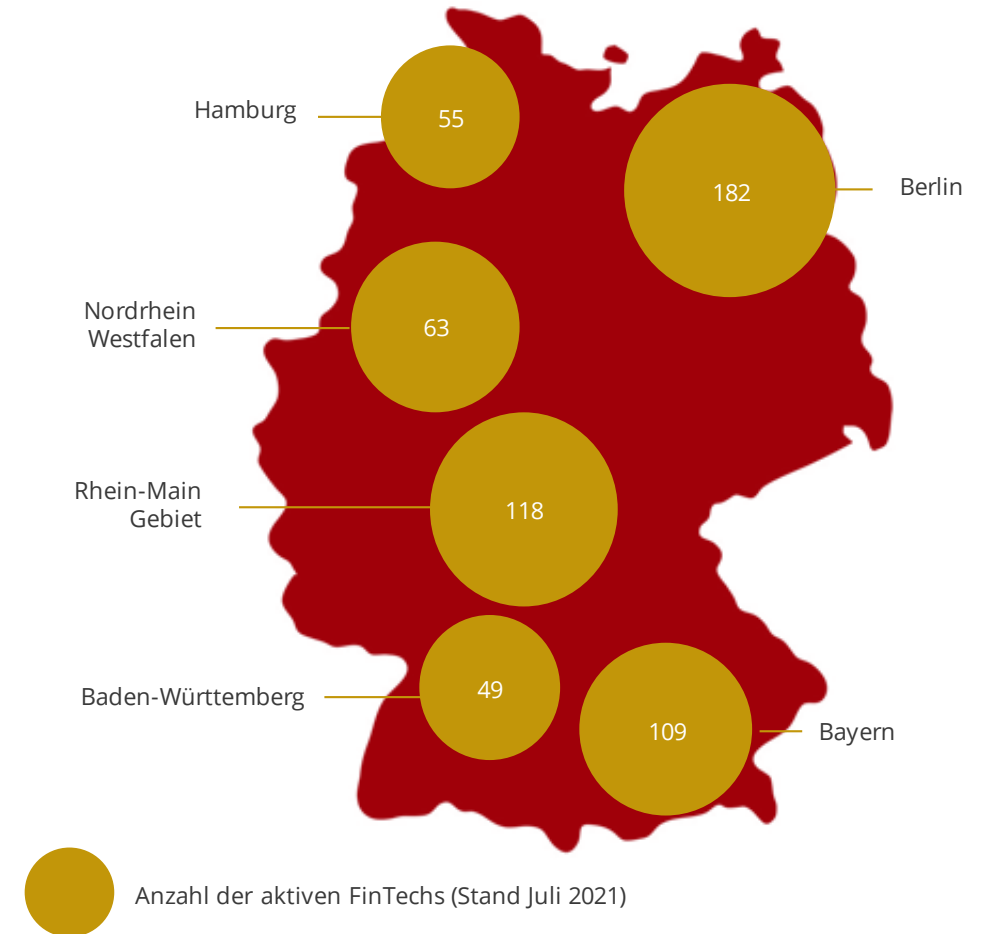 Hamburg
55
182
Berlin
Nordrhein
Westfalen
63
Rhein-Main
Gebiet
118
Baden-Württemberg
49
109
Bayern
Anzahl der aktiven FinTechs (Stand Juli 2021)